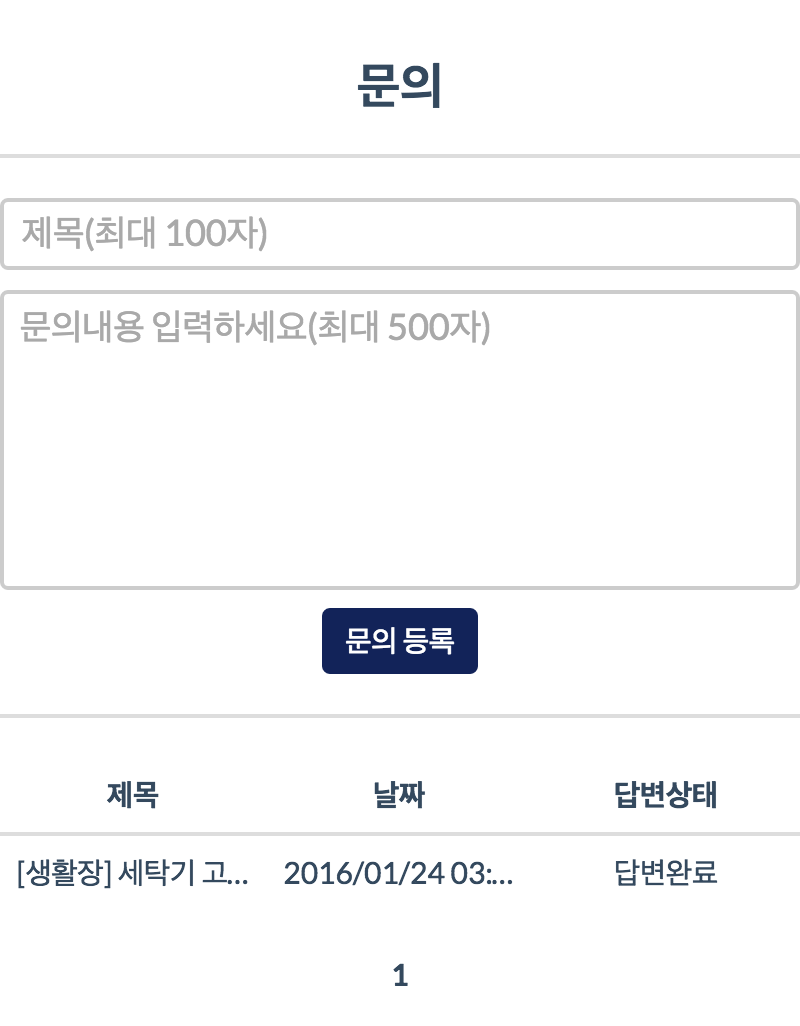 문의
제목(최대 100자)
문의내용 입력하세요(최대 500자)
문의 등록
제목 날짜 답변상태
[생활장] 세탁기 고... 2016/01/24 03:... 답변완료
1